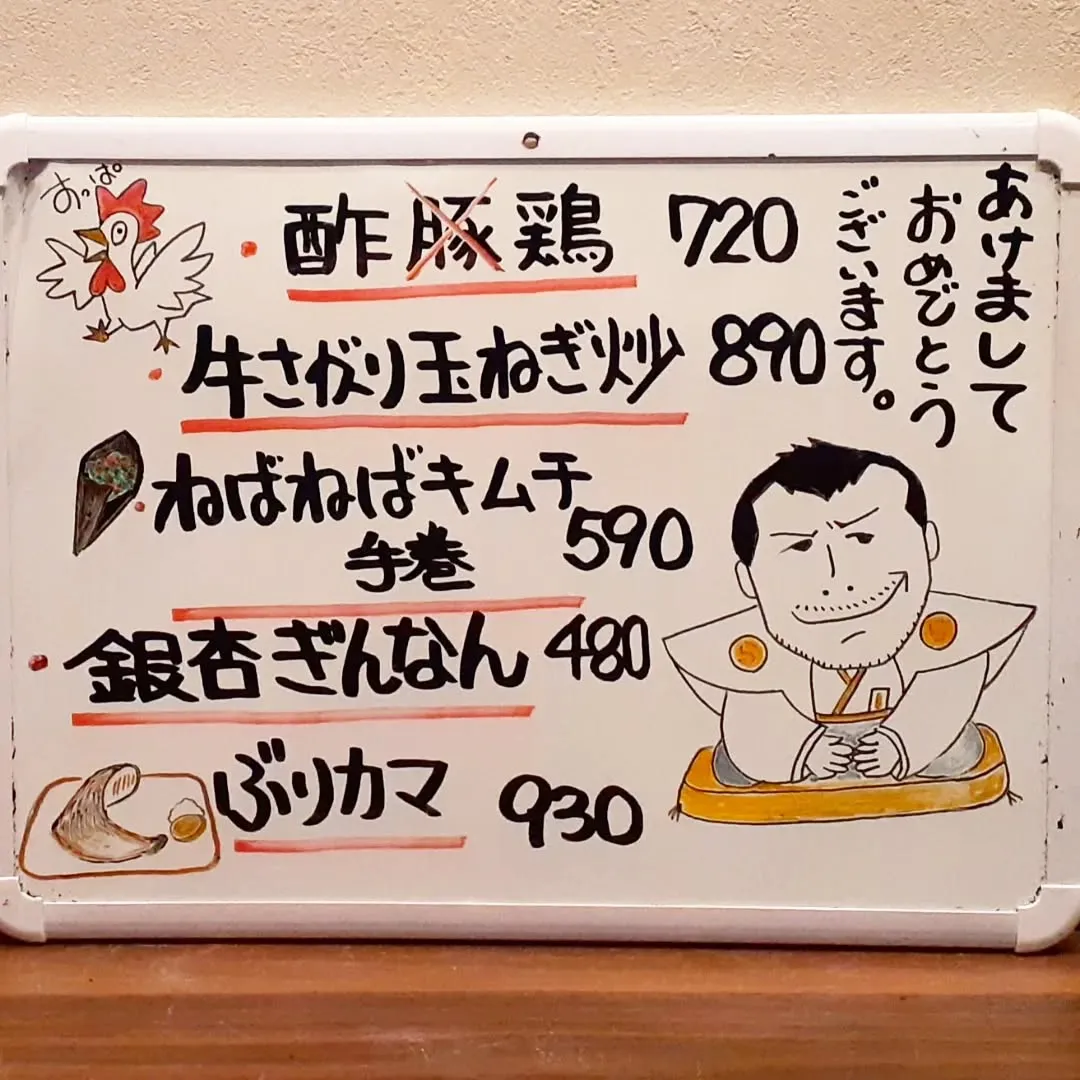 すっぱ
・酢豚鶏 720
・牛さがり玉ねぎ炒 890
・ねばねばキムチ
手巻 590
・銀杏ぎんなん 480
ぶりカマ 930
あけまして
おめでとう
ございます。